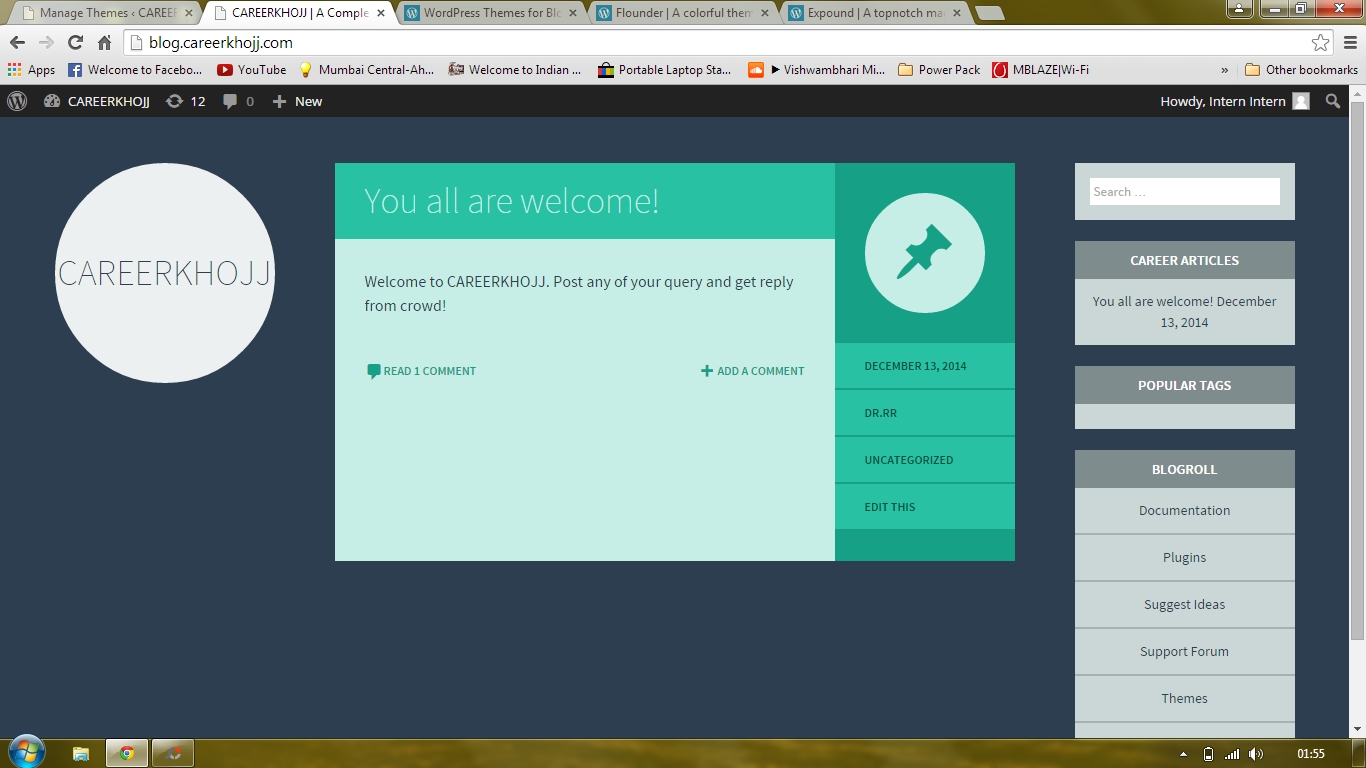 Manage Themes ‹ CAREER
CAREERKHOJJ | A Comple
WordPress Themes for Blo
Flounder | A colorful them
Expound | A topnotch ma
blog.careerkhojj.com
Apps
Welcome to Facebo...
YouTube
Mumbai Central-Ah...
Welcome to Indian ...
Portable Laptop Sta...
▶ Vishwambhari Mi...
Power Pack
MBLAZE|Wi-Fi
»
Other bookmarks
CAREERKHOJJ
12
0
New
Howdy, Intern Intern
CAREERKHOJJ
You all are welcome!
Welcome to CAREERKHOJJ. Post any of your query and get reply
from crowd!
READ 1 COMMENT
ADD A COMMENT
DECEMBER 13, 2014
DR.RR
UNCATEGORIZED
EDIT THIS
Search ...
CAREER ARTICLES
You all are welcome! December
13, 2014
POPULAR TAGS
BLOGROLL
Documentation
Plugins
Suggest Ideas
Support Forum
Themes
01:55